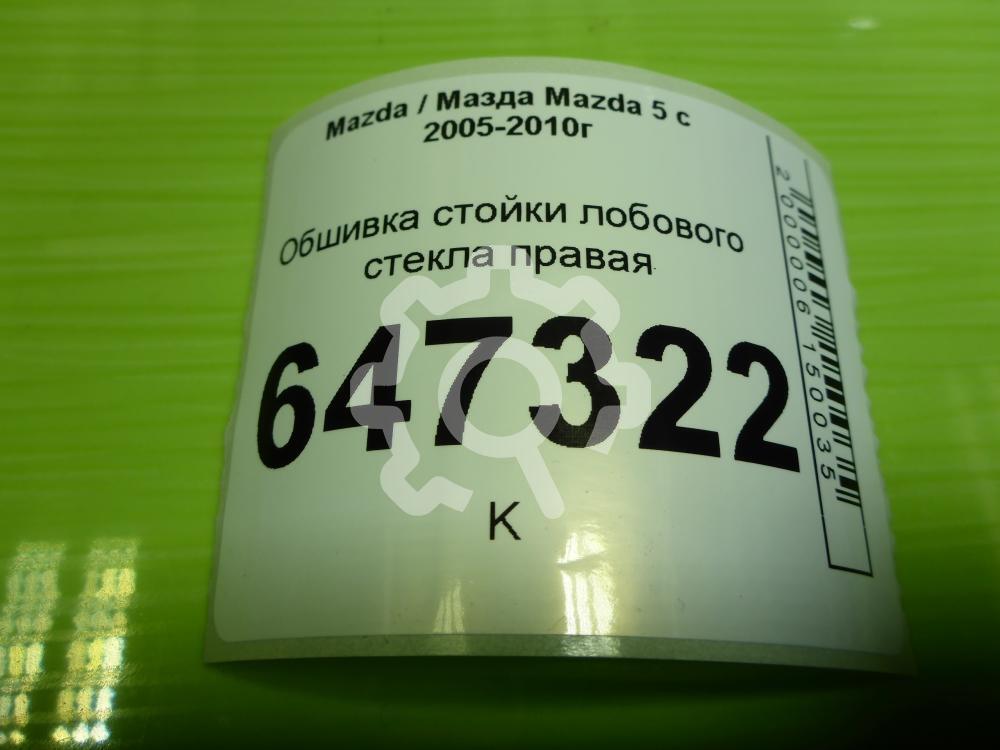 Mazda / Мазда Mazda 5 с
2005-2010г
Обшивка стойки лобового
стекла правая
647322
К
2000006150035